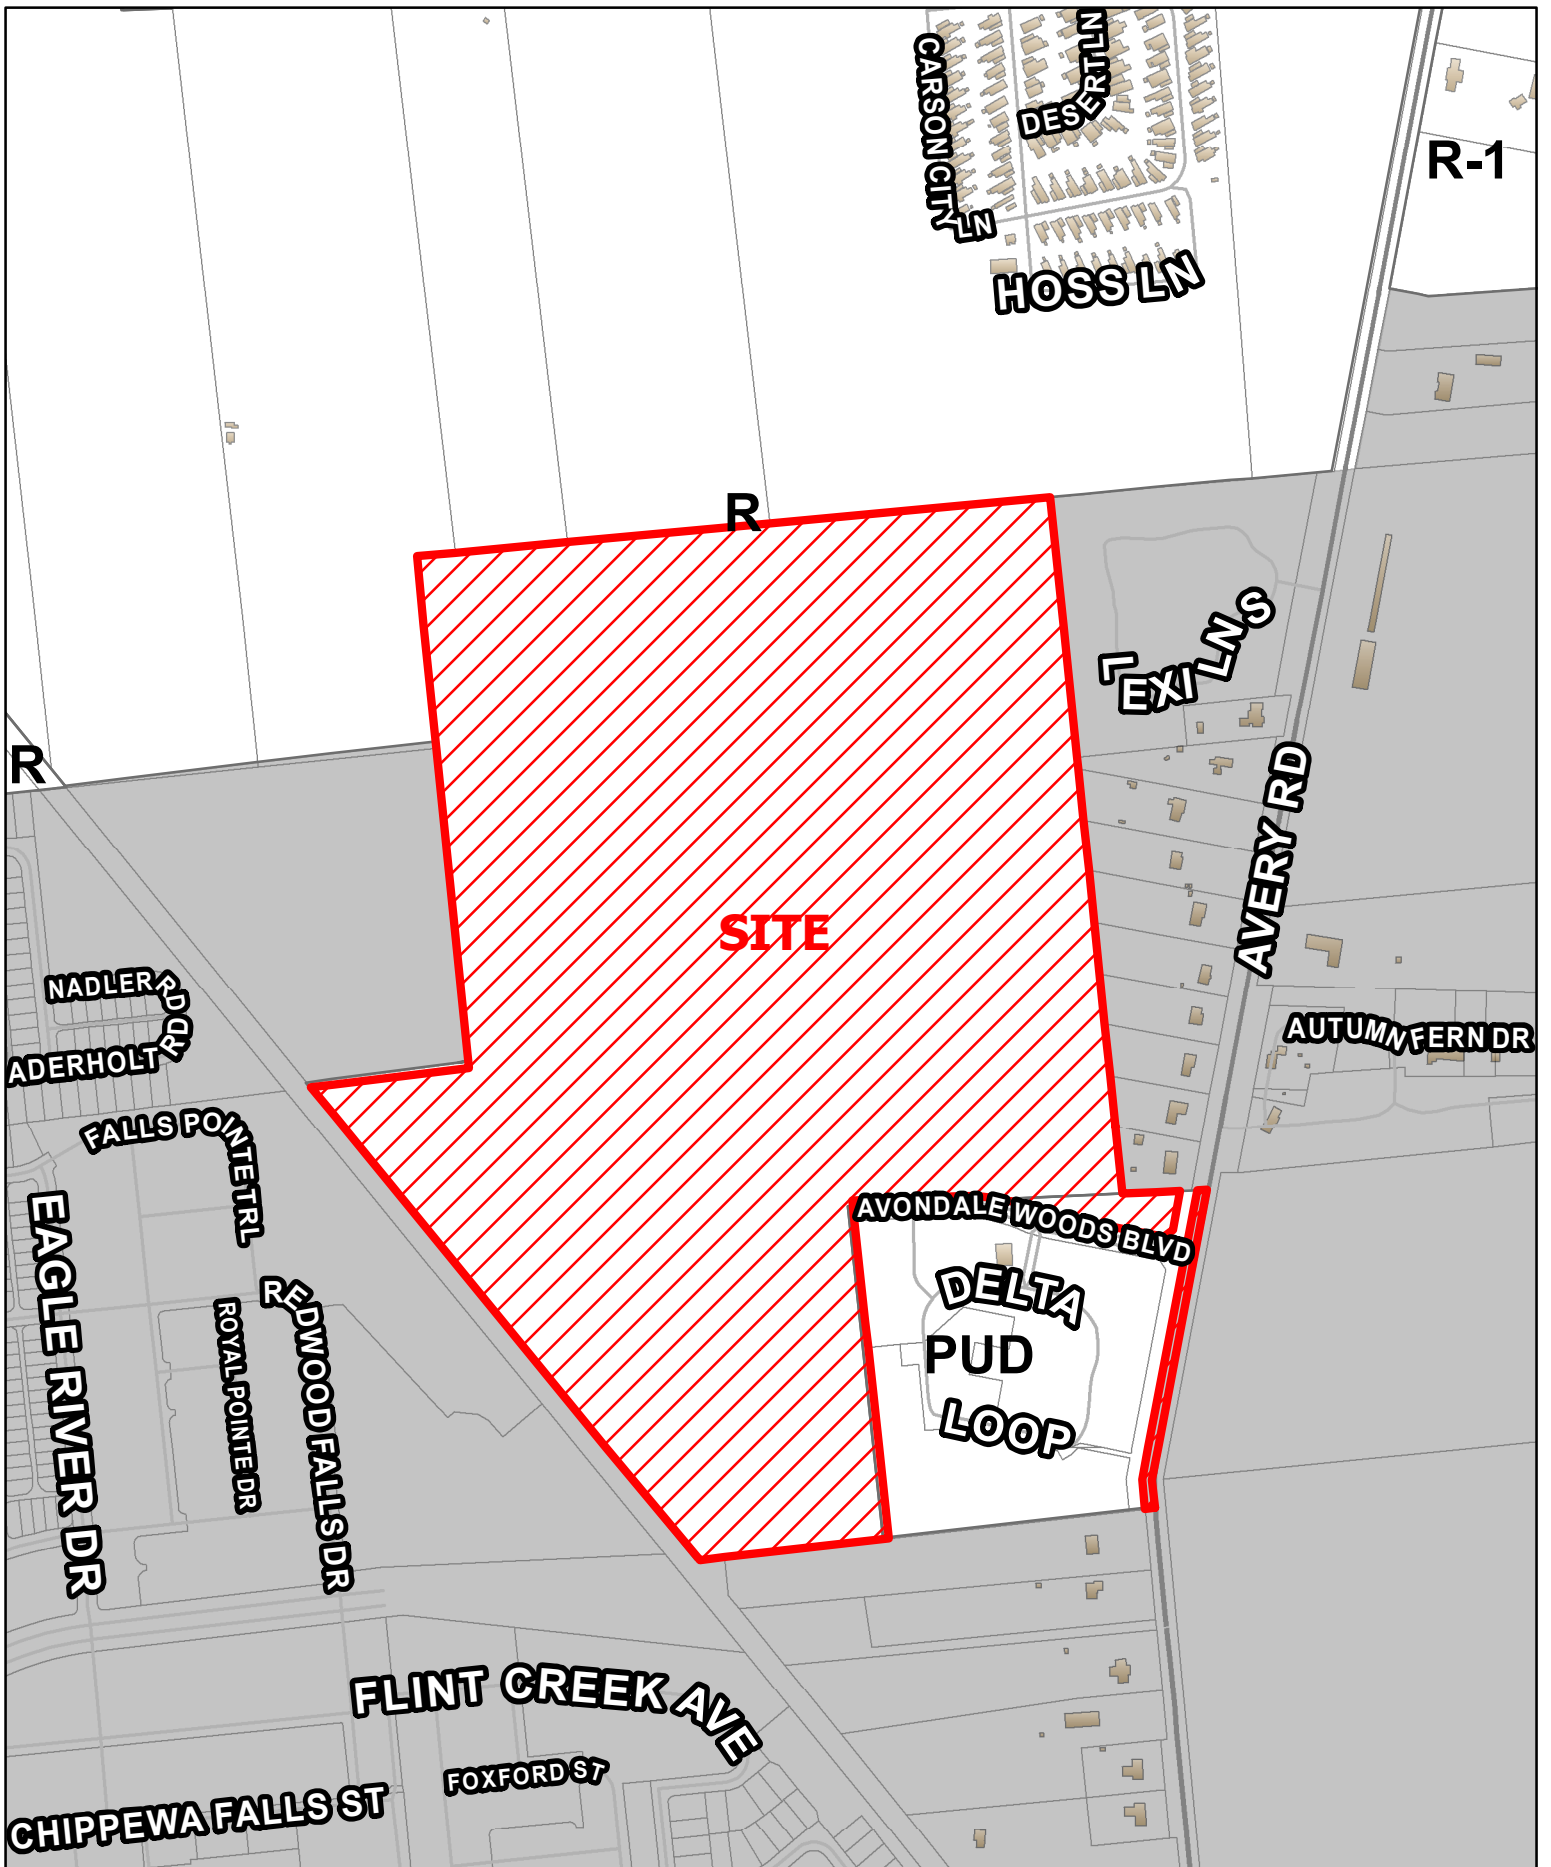 CARSON CITY LN
DESERT LN
R-1
HOSS LN
R
LEXI LN S
R
AVERY RD
SITE
NADLER RD
ADERHOLT RD
AUTUMN FERN DR
FALLS POINTE TRL
AVONDALE WOODS BLVD
EAGLE RIVER DR
DELTA
ROYAL POINTE DR
REDWOOD FALLS DR
PUD
LOOP
FLINT CREEK AVE
FOXFORD ST
CHIPPEWA FALLS ST